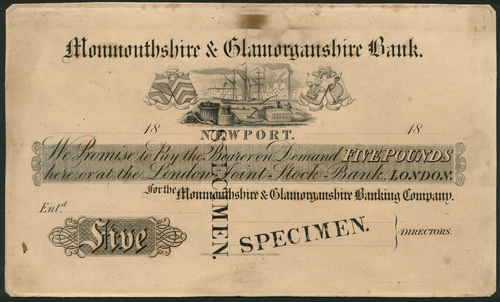 Monmouthshire & Glamorganshire Bank.
18 18
NEWPORT.
We Promise to Pay the Bearer on Demand FIVE POUNDS
here, or at the London Joint Stock Bank, LONDON.
For the Monmouthshire & Glamorganshire Banking Company.
Ent.d
Five
SPECIMEN.
SPECIMEN.
DIRECTORS.